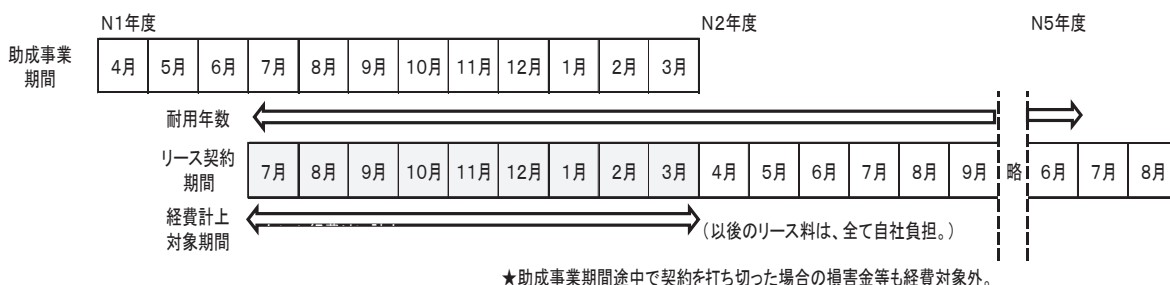 N1年度 N2年度 N5年度
助成事業
期間
4月 5月 6月 7月 8月 9月 10月 11月 12月 1月 2月 3月
耐用年数
リース契約
期間
7月 8月 9月 10月 11月 12月 1月 2月 3月 4月 5月 6月 7月 8月 9月 略 6月 7月 8月
経費計上
対象期間
(以後のリース料は、全て自社負担。)
★助成事業期間途中で契約を打ち切った場合の損害金等も経費対象外。